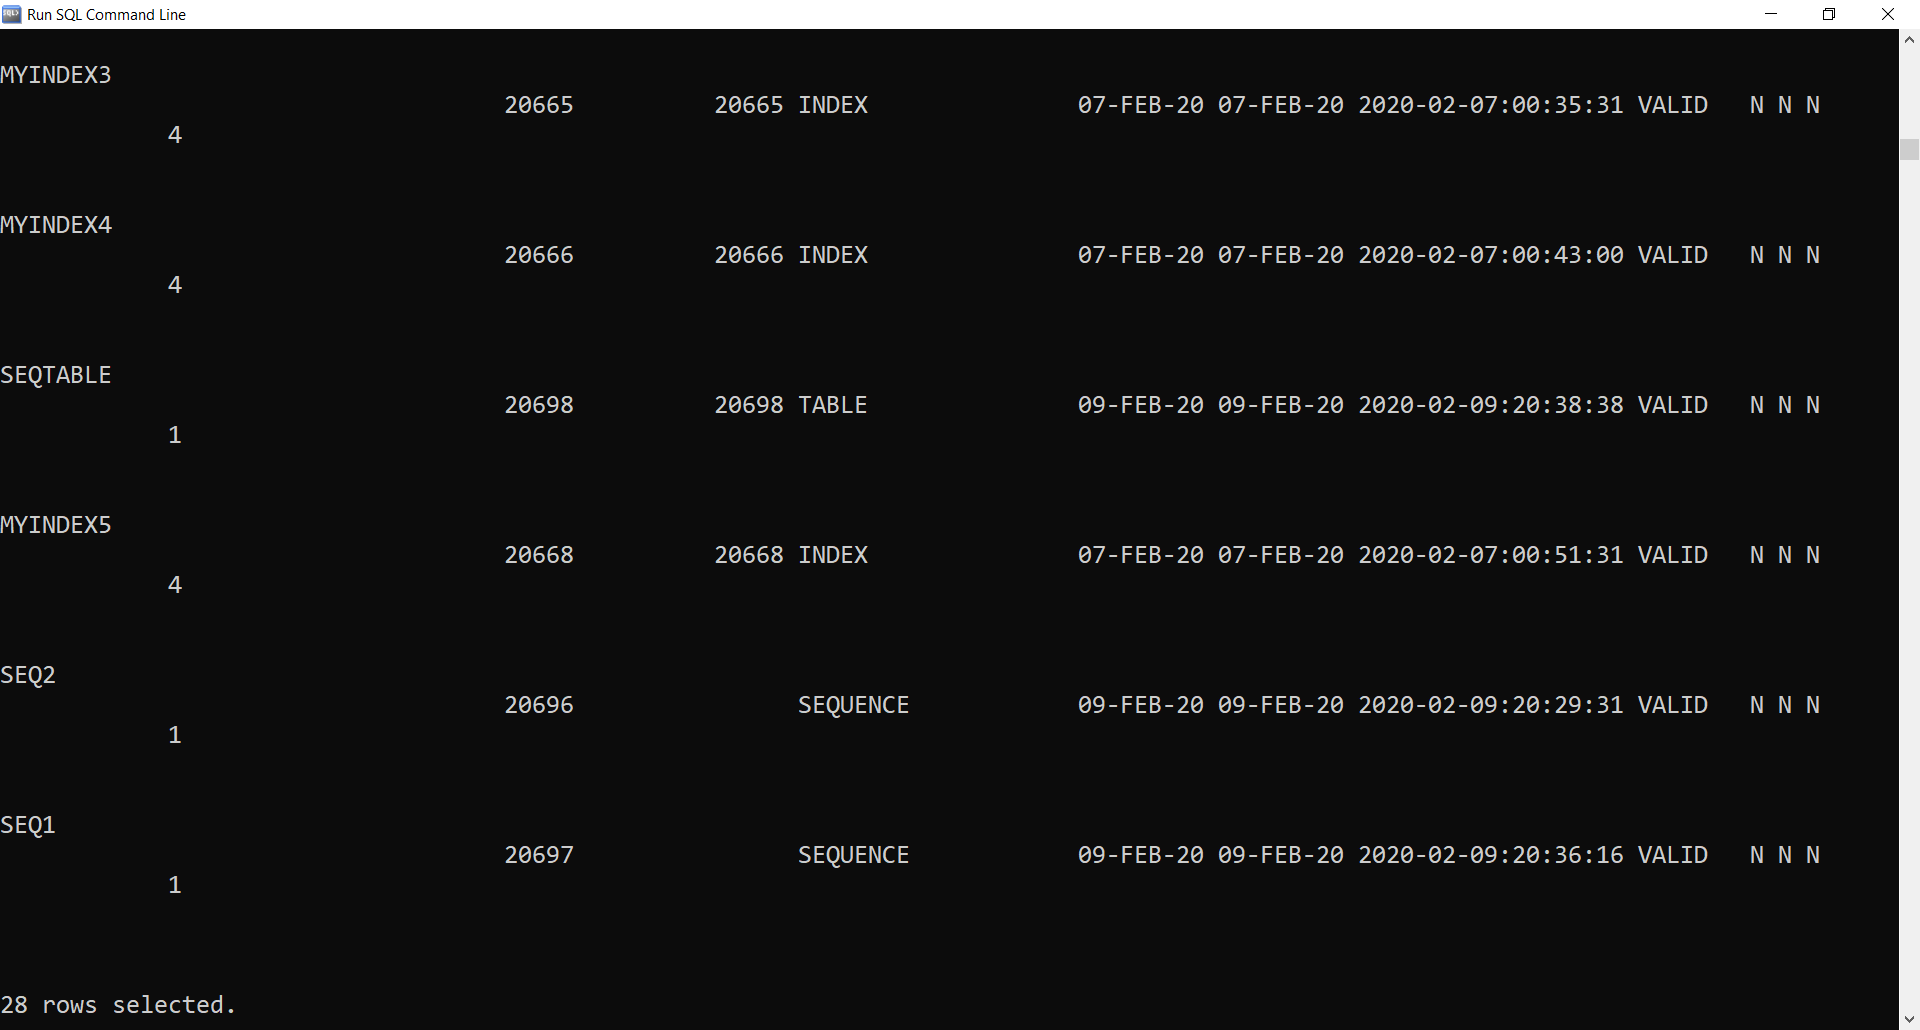 Run SQL Command Line
MYINDEX3
20665 20665 INDEX 07-FEB-20 07-FEB-20 2020-02-07:00:35:31 VALID N N N
4
MYINDEX4
20666 20666 INDEX 07-FEB-20 07-FEB-20 2020-02-07:00:43:00 VALID N N N
4
SEQTABLE
20698 20698 TABLE 09-FEB-20 09-FEB-20 2020-02-09:20:38:38 VALID N N N
1
MYINDEX5
20668 20668 INDEX 07-FEB-20 07-FEB-20 2020-02-07:00:51:31 VALID N N N
4
SEQ2
20696 SEQUENCE 09-FEB-20 09-FEB-20 2020-02-09:20:29:31 VALID N N N
1
SEQ1
20697 SEQUENCE 09-FEB-20 09-FEB-20 2020-02-09:20:36:16 VALID N N N
1
28 rows selected.